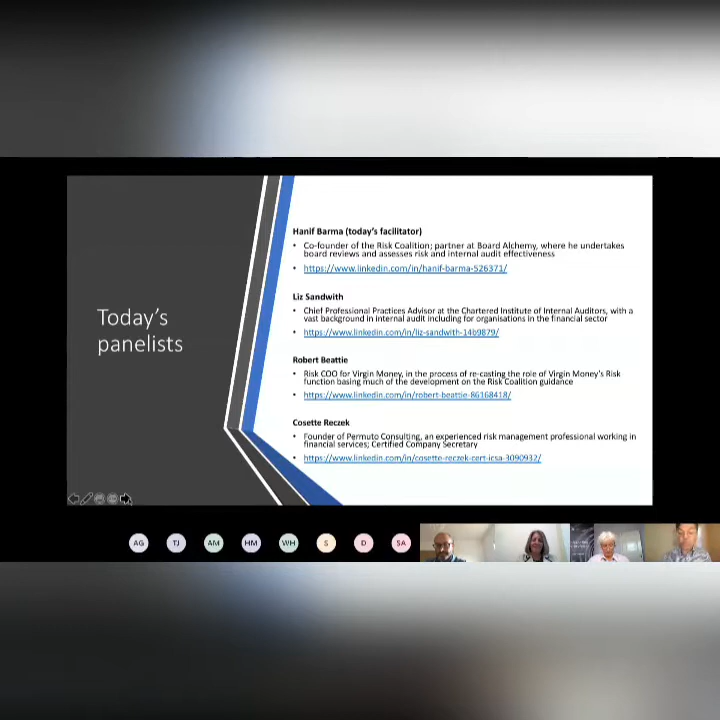 Today's
panelists
Hanif Barma (today's facilitator)
• Co-founder of the Risk Coalition; partner at Board Alchemy, where he undertakes
board reviews and assesses risk and internal audit effectiveness
• https://www.linkedin.com/in/hanif-barma-526371/
Liz Sandwith
• Chief Professional Practices Advisor at the Chartered Institute of Internal Auditors, with a
vast background in internal audit including for organisations in the financial sector
• https://www.linkedin.com/in/liz-sandwith-14b9879/
Robert Beattie
• Risk COO for Virgin Money, in the process of re-casting the role of Virgin Money's Risk
function basing much of the development on the Risk Coalition guidance
• https://www.linkedin.com/in/robert-beattie-86168418/
Cosette Reczek
• Founder of Permuto Consulting, an experienced risk management professional working in
financial services; Certified Company Secretary
• https://www.linkedin.com/in/cosette-reczek-cert-icsa-3090932/
AG TJ AM HM WH S D SA